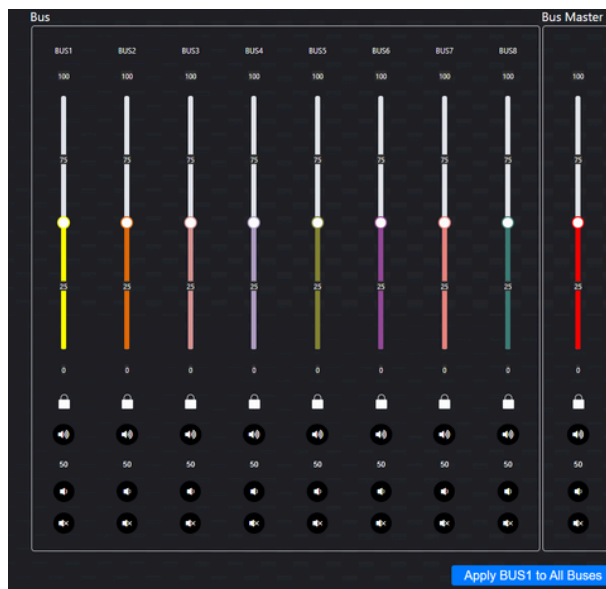 Bus Bus Master
BUS1 BUS2 BUS3 BUS4 BUS5 BUS6 BUS7 BUS8
100 100 100 100 100 100 100 100 100
75 75 75 75 75 75 75 75 75
25 25 25 25 25 25 25 25 25
0 0 0 0 0 0 0 0 0
50 50 50 50 50 50 50 50 50
Apply BUS1 to All Buses